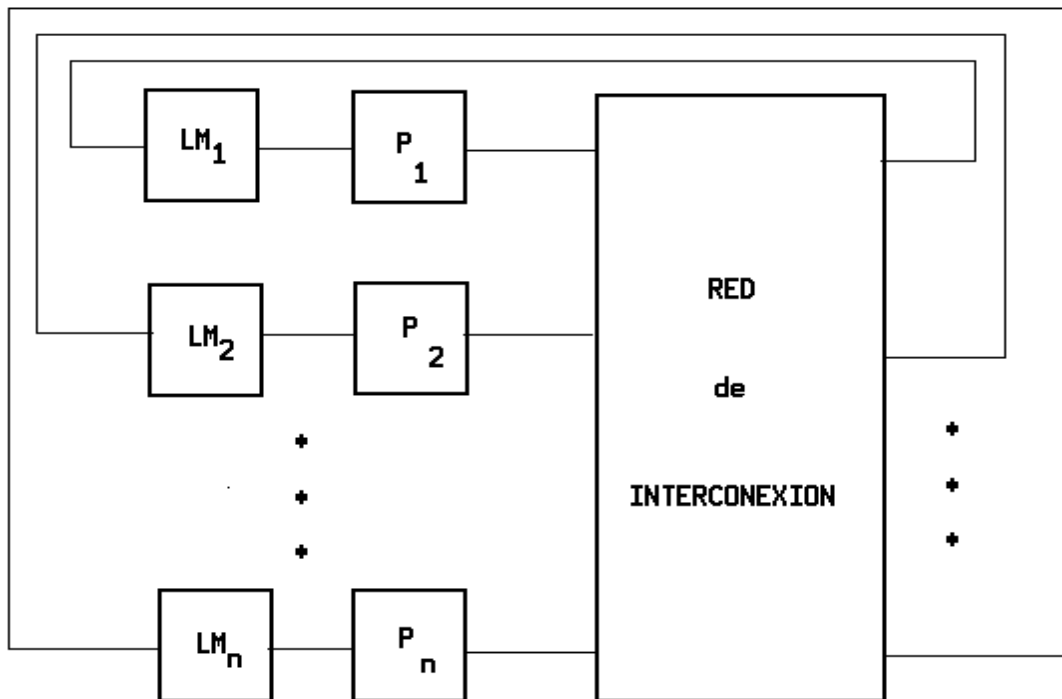 LM1
P1
LM2
P2
RED
de
INTERCONEXION
LMn
Pn